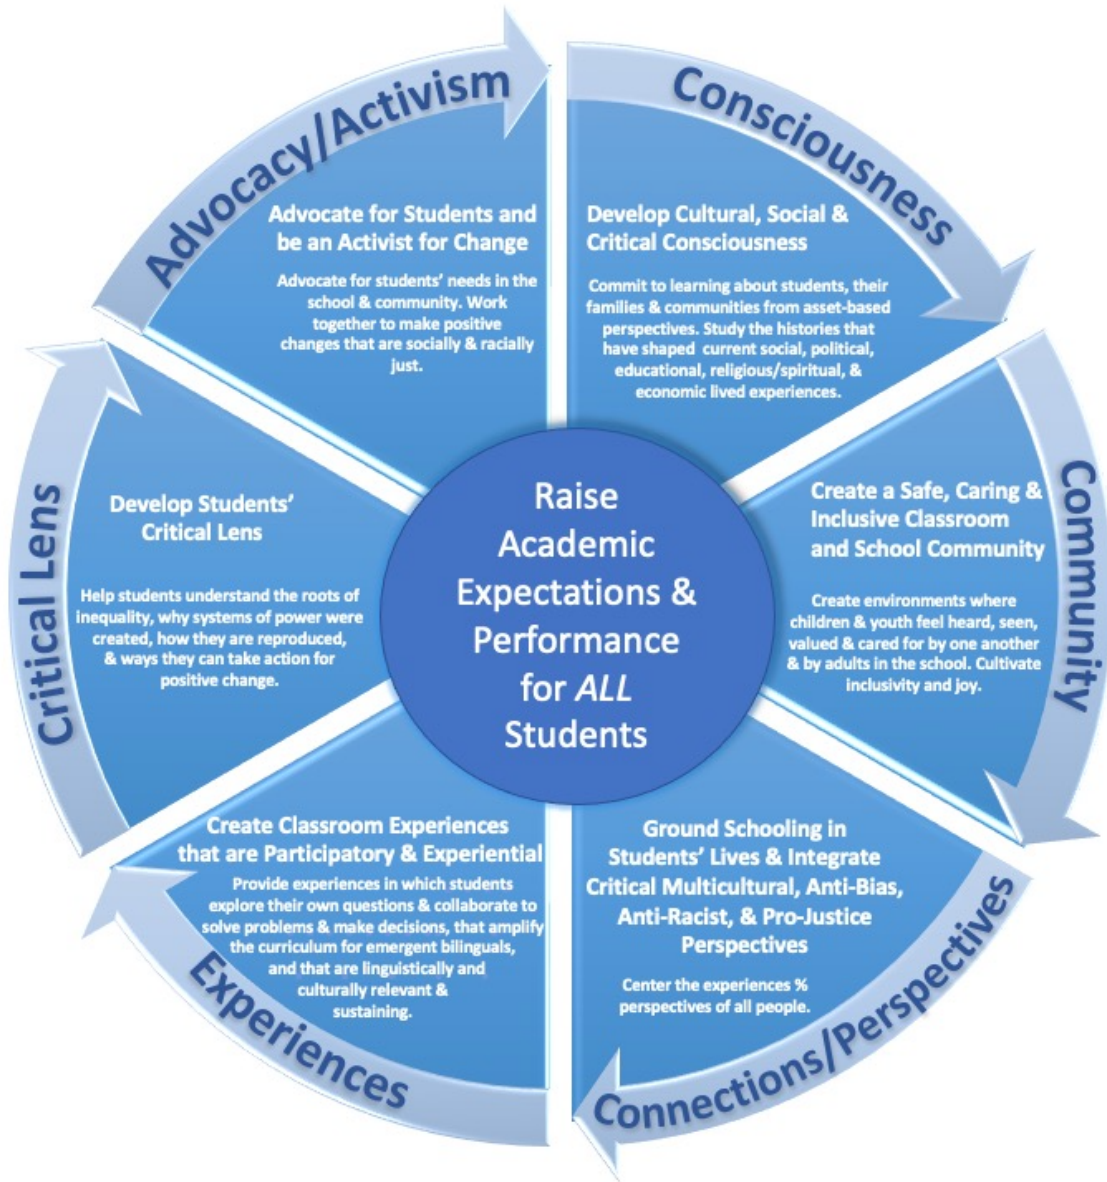 Consciousness
Develop Cultural, Social &
Critical Consciousness
Commit to learning about students, their
families & communities from asset-based
perspectives. Study the histories that
have shaped current social, political,
educational, religious/spiritual, &
economic lived experiences.
Community
Create a Safe, Caring &
Inclusive Classroom
and School Community
Create environments where
children & youth feel heard, seen,
valued & cared for by one another
& by adults in the school. Cultivate
inclusivity and joy.
Connections/Perspectives
Ground Schooling in
Students' Lives & Integrate
Critical Multicultural, Anti-Bias,
Anti-Racist, & Pro-Justice
Perspectives
Center the experiences %
perspectives of all people.
Experiences
Create Classroom Experiences
that are Participatory & Experiential
Provide experiences in which students
explore their own questions & collaborate to
solve problems & make decisions, that amplify
the curriculum for emergent bilinguals,
and that are linguistically and
culturally relevant &
sustaining.
Critical Lens
Develop Students'
Critical Lens
Help students understand the roots of
inequality, why systems of power were
created, how they are reproduced,
& ways they can take action for
positive change.
Advocacy/Activism
Advocate for Students and
be an Activist for Change
Advocate for students' needs in the
school & community. Work
together to make positive
changes that are socially & racially
just.
Raise
Academic
Expectations &
Performance
for ALL
Students